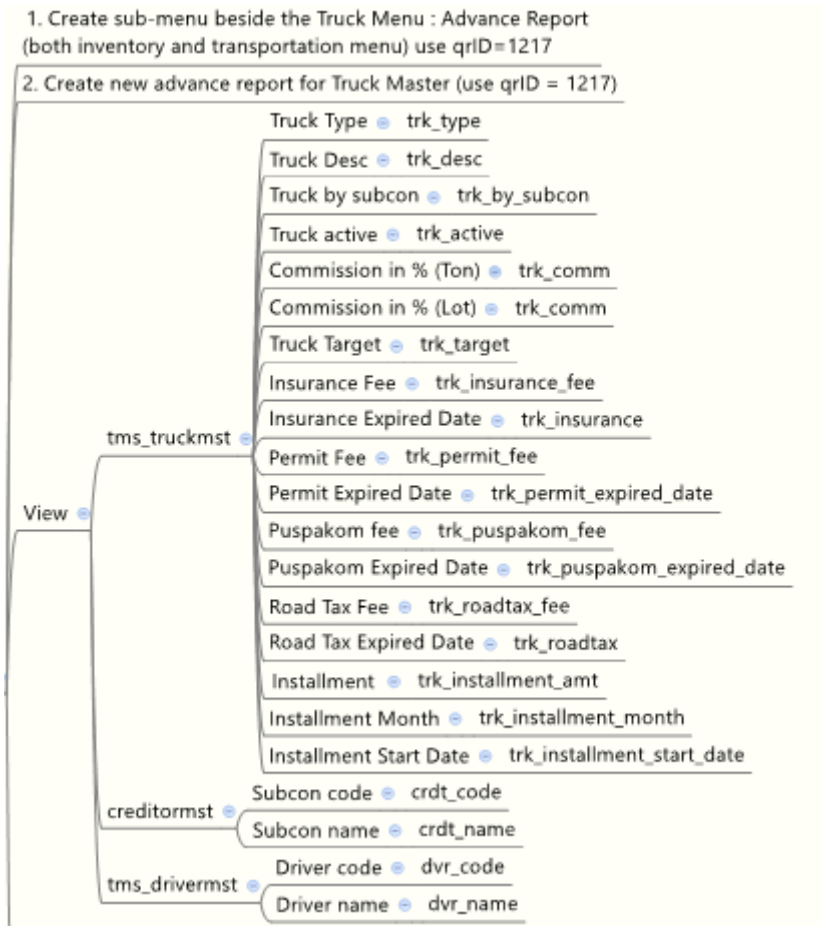 1. Create sub-menu beside the Truck Menu : Advance Report
(both inventory and transportation menu) use qrID=1217
2. Create new advance report for Truck Master (use qrID = 1217)
View
tms_truckmst
Truck Type trk_type
Truck Desc trk_desc
Truck by subcon trk_by_subcon
Truck active trk_active
Commission in % (Ton) trk_comm
Commission in % (Lot) trk_comm
Truck Target trk_target
Insurance Fee trk_insurance_fee
Insurance Expired Date trk_insurance
Permit Fee trk_permit_fee
Permit Expired Date trk_permit_expired_date
Puspakom fee trk_puspakom_fee
Puspakom Expired Date trk_puspakom_expired_date
Road Tax Fee trk_roadtax_fee
Road Tax Expired Date trk_roadtax
Installment trk_installment_amt
Installment Month trk_installment_month
Installment Start Date trk_installment_start_date
creditormst
Subcon code crdt_code
Subcon name crdt_name
tms_drivermst
Driver code dvr_code
Driver name dvr_name